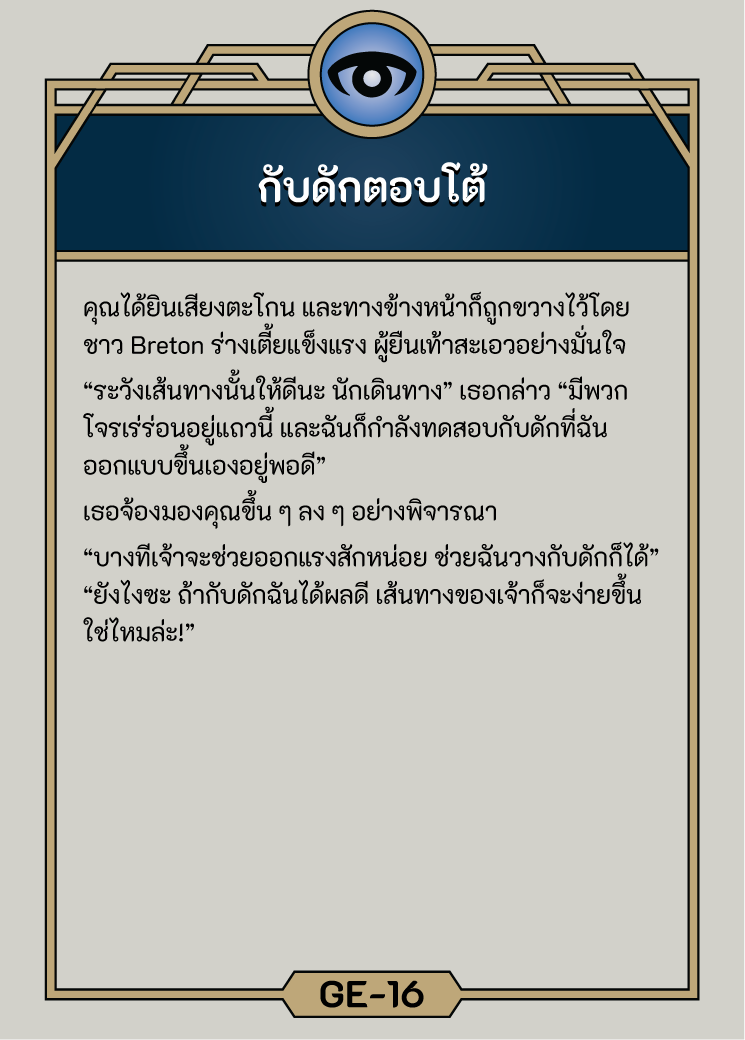 กับดักตอบโต้
คุณได้ยินเสียงตะโกน และทางข้างหน้าก็ถูกขวางไว้โดย
ชาว Breton ร่างเตี้ยแข็งแรง ผู้ยืนเท้าสะเอวอย่างมั่นใจ
“ระวังเส้นทางนั้นให้ดีนะ นักเดินทาง” เธอกล่าว “มีพวก
โจรเร่ร่อนอยู่แถวนี้ และฉันก็กำลังทดสอบกับดักที่ฉัน
ออกแบบขึ้นเองอยู่พอดี”
เธอจ้องมองคุณขึ้น ๆ ลง ๆ อย่างพิจารณา
“บางทีเจ้าจะช่วยออกแรงสักหน่อย ช่วยฉันวางกับดักก็ได้”
“ยังไงซะ ถ้ากับดักฉันได้ผลดี เส้นทางของเจ้าก็จะง่ายขึ้น
ใช่ไหมล่ะ!”
GE-16